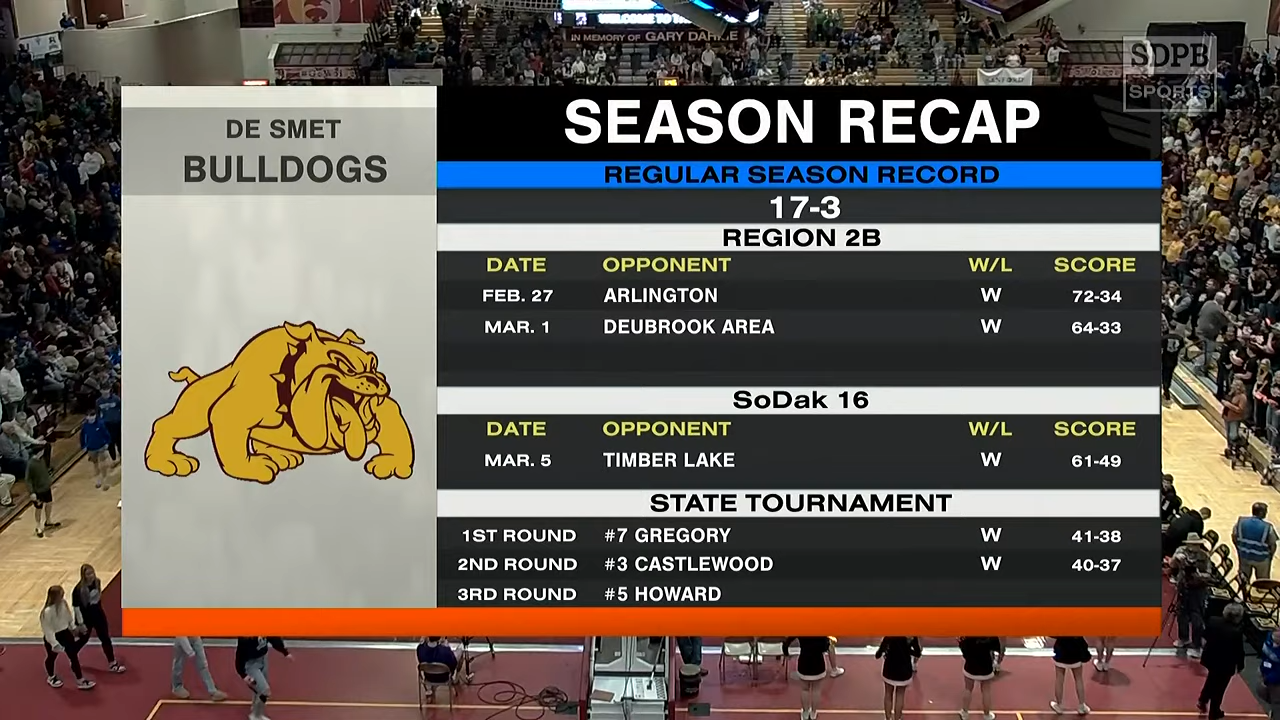 WELCOME TO
IN MEMORY OF GARY DAHME
SDPB
SPORTS
DE SMET
BULLDOGS
SEASON RECAP
REGULAR SEASON RECORD
17-3
REGION 2B
DATE OPPONENT W/L SCORE
FEB. 27 ARLINGTON W 72-34
MAR. 1 DEUBROOK AREA W 64-33
SoDak 16
DATE OPPONENT W/L SCORE
MAR. 5 TIMBER LAKE W 61-49
STATE TOURNAMENT
1ST ROUND #7 GREGORY W 41-38
2ND ROUND #3 CASTLEWOOD W 40-37
3RD ROUND #5 HOWARD